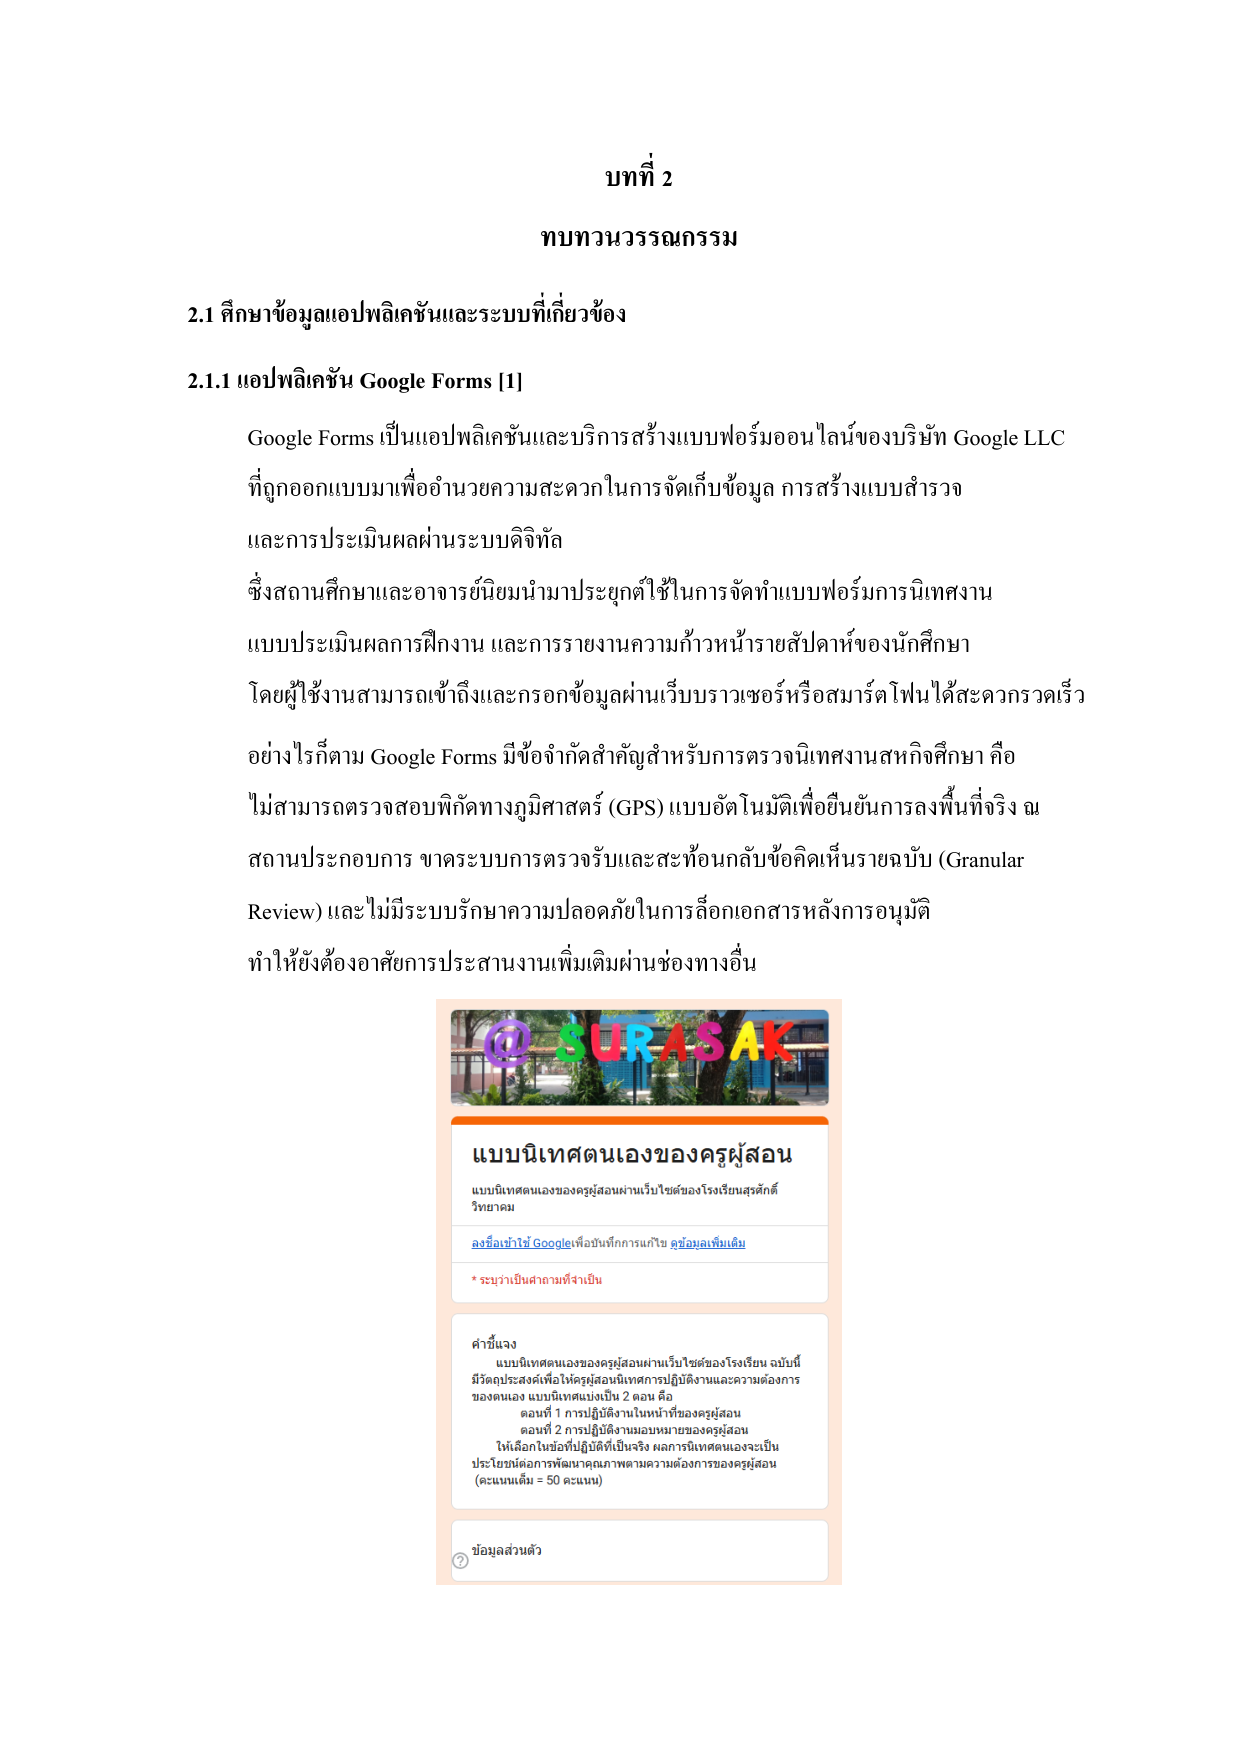 บทที่ 2
ทบทวนวรรณกรรม
2.1 ศึกษาข้อมูลแอปพลิเคชันและระบบที่เกี่ยวข้อง
2.1.1 แอปพลิเคชัน Google Forms [1]
Google Forms เป็นแอปพลิเคชันและบริการสร้างแบบฟอร์มออนไลน์ของบริษัท Google LLC
ที่ถูกออกแบบมาเพื่ออำนวยความสะดวกในการจัดเก็บข้อมูล การสร้างแบบสำรวจ
และการประเมินผลผ่านระบบดิจิทัล
ซึ่งสถานศึกษาและอาจารย์นิยมนำมาประยุกต์ใช้ในการจัดทำแบบฟอร์มการนิเทศงาน
แบบประเมินผลการฝึกงาน และการรายงานความก้าวหน้ารายสัปดาห์ของนักศึกษา
โดยผู้ใช้งานสามารถเข้าถึงและกรอกข้อมูลผ่านเว็บบราวเซอร์หรือสมาร์ตโฟนได้สะดวกรวดเร็ว
อย่างไรก็ตาม Google Forms มีข้อจำกัดสำคัญสำหรับการตรวจนิเทศงานสหกิจศึกษา คือ
ไม่สามารถตรวจสอบพิกัดทางภูมิศาสตร์ (GPS) แบบอัตโนมัติเพื่อยืนยันการลงพื้นที่จริง ณ
สถานประกอบการ ขาดระบบการตรวจรับและสะท้อนกลับข้อคิดเห็นรายฉบับ (Granular
Review) และไม่มีระบบรักษาความปลอดภัยในการล็อกเอกสารหลังการอนุมัติ
ทำให้ยังต้องอาศัยการประสานงานเพิ่มเติมผ่านช่องทางอื่น
@ SURASAK
แบบนิเทศตนเองของครูผู้สอน
แบบนิเทศตนเองของครูผู้สอนผ่านเว็บไซต์ของโรงเรียนสุรศักดิ์
วิทยาคม
ลงชื่อเข้าใช้ Googleเพื่อบันทึกการแก้ไข ดูข้อมูลเพิ่มเติม
* ระบุว่าเป็นคำถามที่จำเป็น
คำชี้แจง
แบบนิเทศตนเองของครูผู้สอนผ่านเว็บไซต์ของโรงเรียน ฉบับนี้
มีวัตถุประสงค์เพื่อให้ครูผู้สอนนิเทศการปฏิบัติงานและความต้องการ
ของตนเอง แบบนิเทศแบ่งเป็น 2 ตอน คือ
ตอนที่ 1 การปฏิบัติงานในหน้าที่ของครูผู้สอน
ตอนที่ 2 การปฏิบัติงานมอบหมายของครูผู้สอน
ให้เลือกในข้อที่ปฏิบัติที่เป็นจริง ผลการนิเทศตนเองจะเป็น
ประโยชน์ต่อการพัฒนาคุณภาพตามความต้องการของครูผู้สอน
(คะแนนเต็ม = 50 คะแนน)
ข้อมูลส่วนตัว